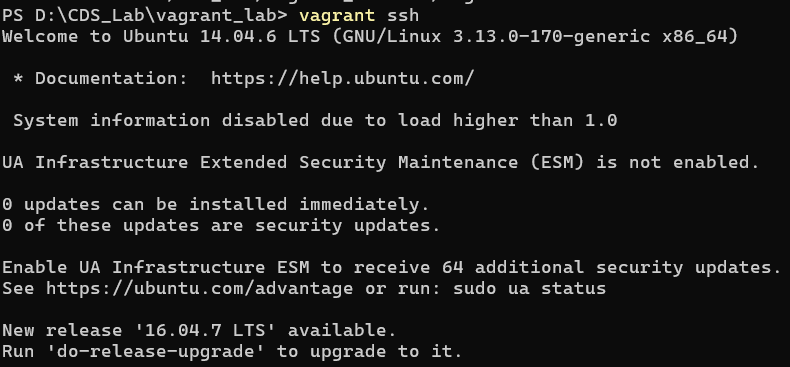 PS D:\CDS_Lab\vagrant_lab> vagrant ssh
Welcome to Ubuntu 14.04.6 LTS (GNU/Linux 3.13.0-170-generic x86_64)
* Documentation:  https://help.ubuntu.com/
System information disabled due to load higher than 1.0
UA Infrastructure Extended Security Maintenance (ESM) is not enabled.
0 updates can be installed immediately.
0 of these updates are security updates.
Enable UA Infrastructure ESM to receive 64 additional security updates.
See https://ubuntu.com/advantage or run: sudo ua status
New release '16.04.7 LTS' available.
Run 'do-release-upgrade' to upgrade to it.